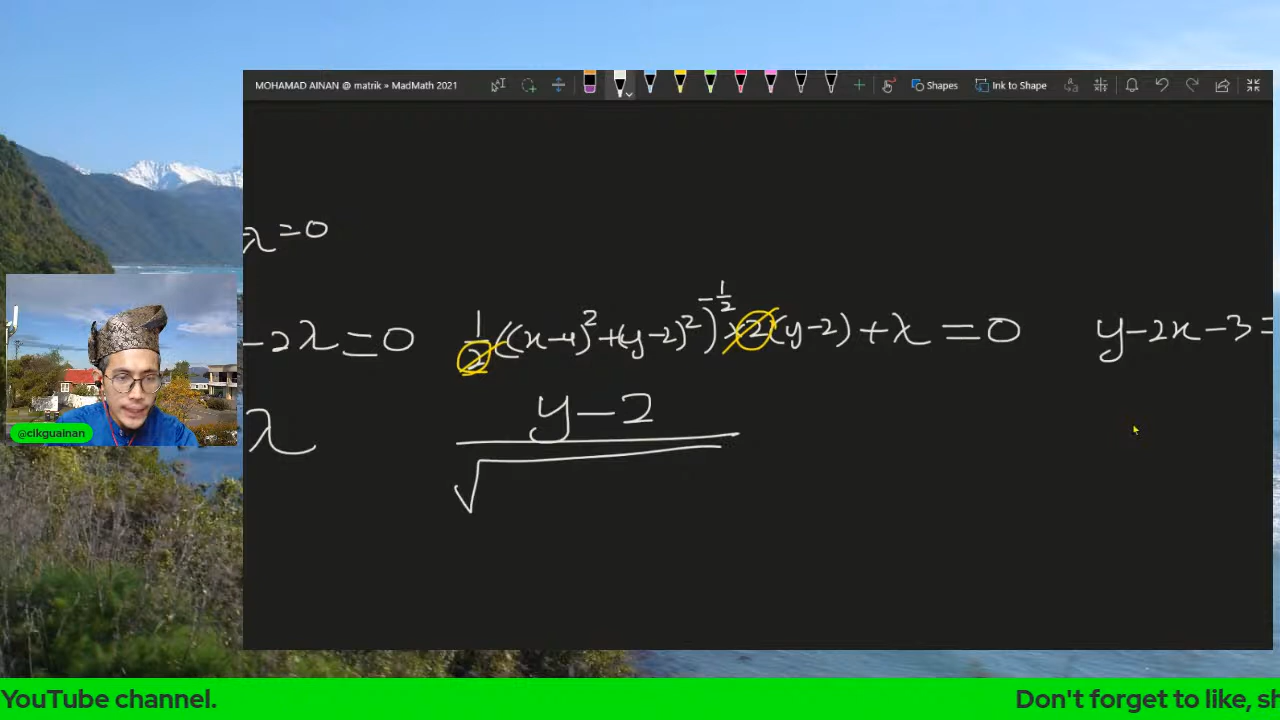 MOHAMAD AINAN @ matrik » MadMath 2021
Shapes
Ink to Shape
λ=0
-2λ=0
1/2((x-4)²+(y-2)²)^(-1/2)×2(y-2)+λ=0
y-2x-3=
λ
y-2
√
@cikguainan
YouTube channel.
Don't forget to like, sh